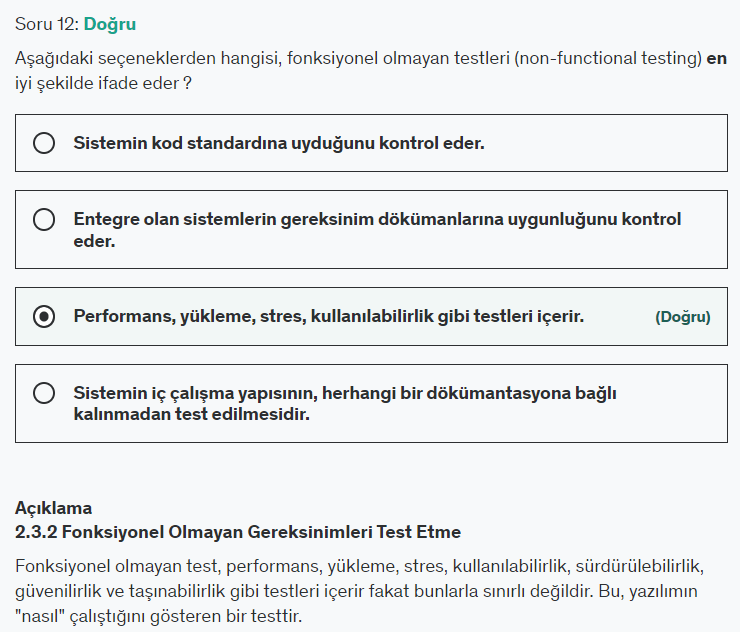 Soru 12: Doğru
Aşağıdaki seçeneklerden hangisi, fonksiyonel olmayan testleri (non-functional testing) en
iyi şekilde ifade eder ?
Sistemin kod standardına uyduğunu kontrol eder.
Entegre olan sistemlerin gereksinim dökümanlarına uygunluğunu kontrol
eder.
Performans, yükleme, stres, kullanılabilirlik gibi testleri içerir. (Doğru)
Sistemin iç çalışma yapısının, herhangi bir dökümantasyona bağlı
kalınmadan test edilmesidir.
Açıklama
2.3.2 Fonksiyonel Olmayan Gereksinimleri Test Etme
Fonksiyonel olmayan test, performans, yükleme, stres, kullanılabilirlik, sürdürülebilirlik,
güvenilirlik ve taşınabilirlik gibi testleri içerir fakat bunlarla sınırlı değildir. Bu, yazılımın
"nasıl" çalıştığını gösteren bir testtir.